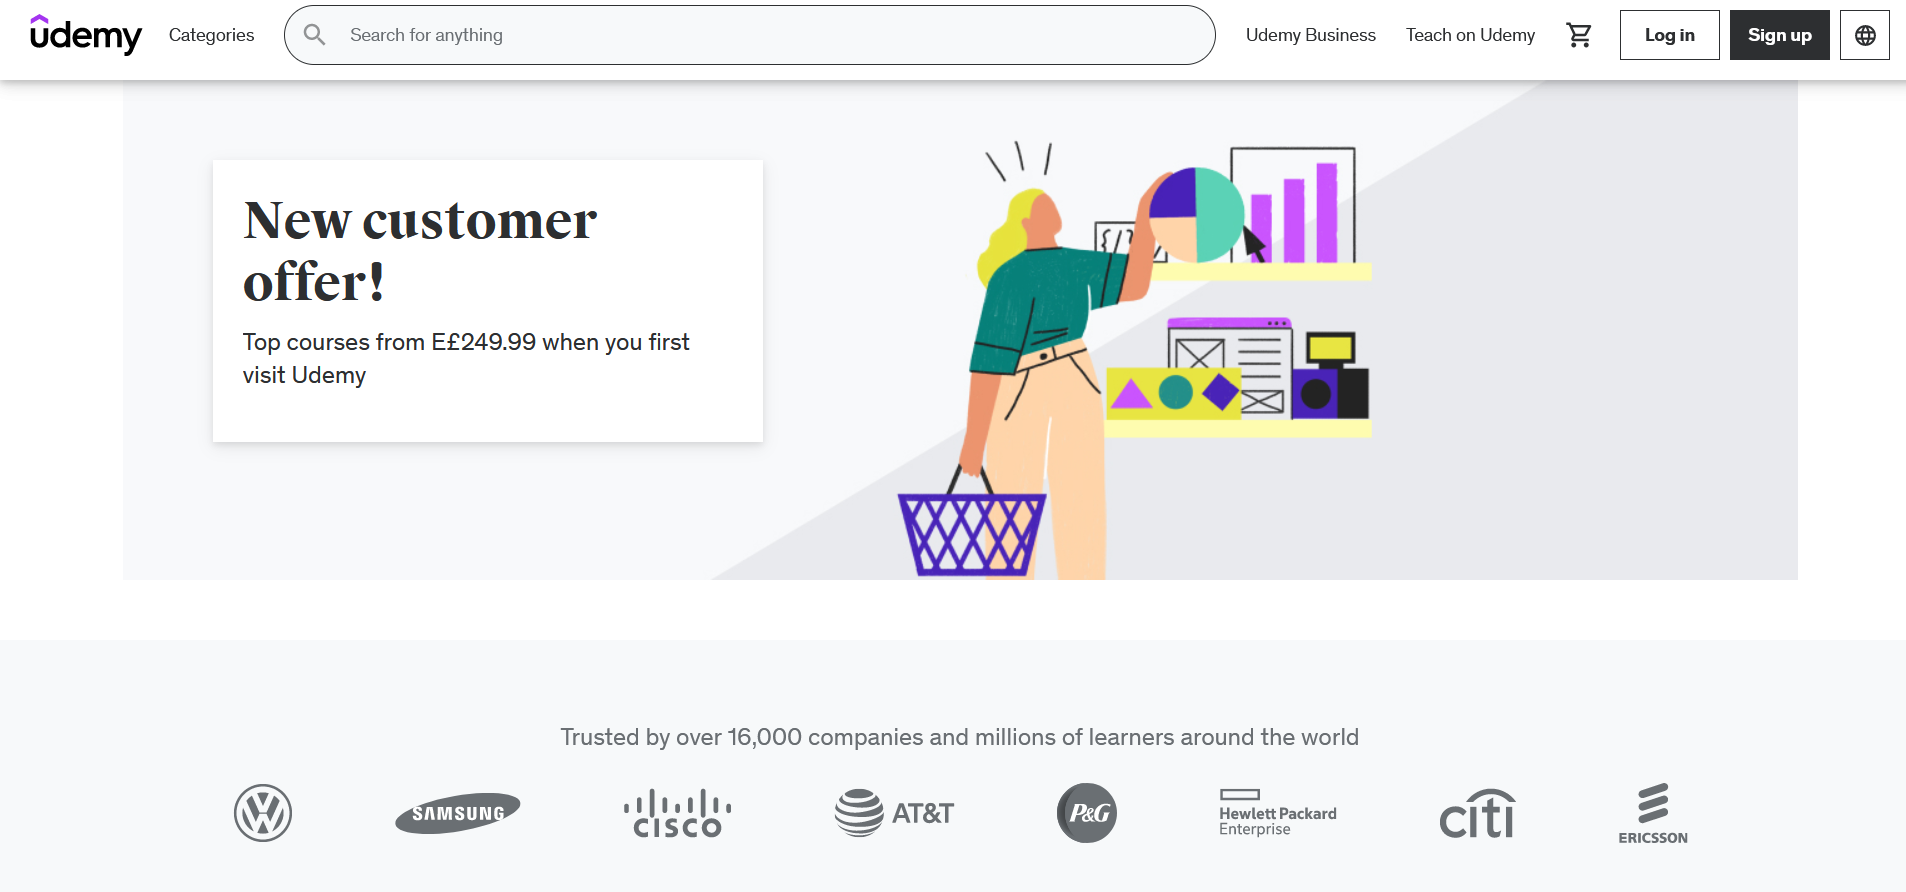 udemy
Categories
Search for anything
Udemy Business
Teach on Udemy
Log in
Sign up
New customer
offer!
Top courses from E£249.99 when you first
visit Udemy
{/}
Trusted by over 16,000 companies and millions of learners around the world
VW
SAMSUNG
CISCO
AT&T
P&G
Hewlett Packard
Enterprise
citi
ERICSSON